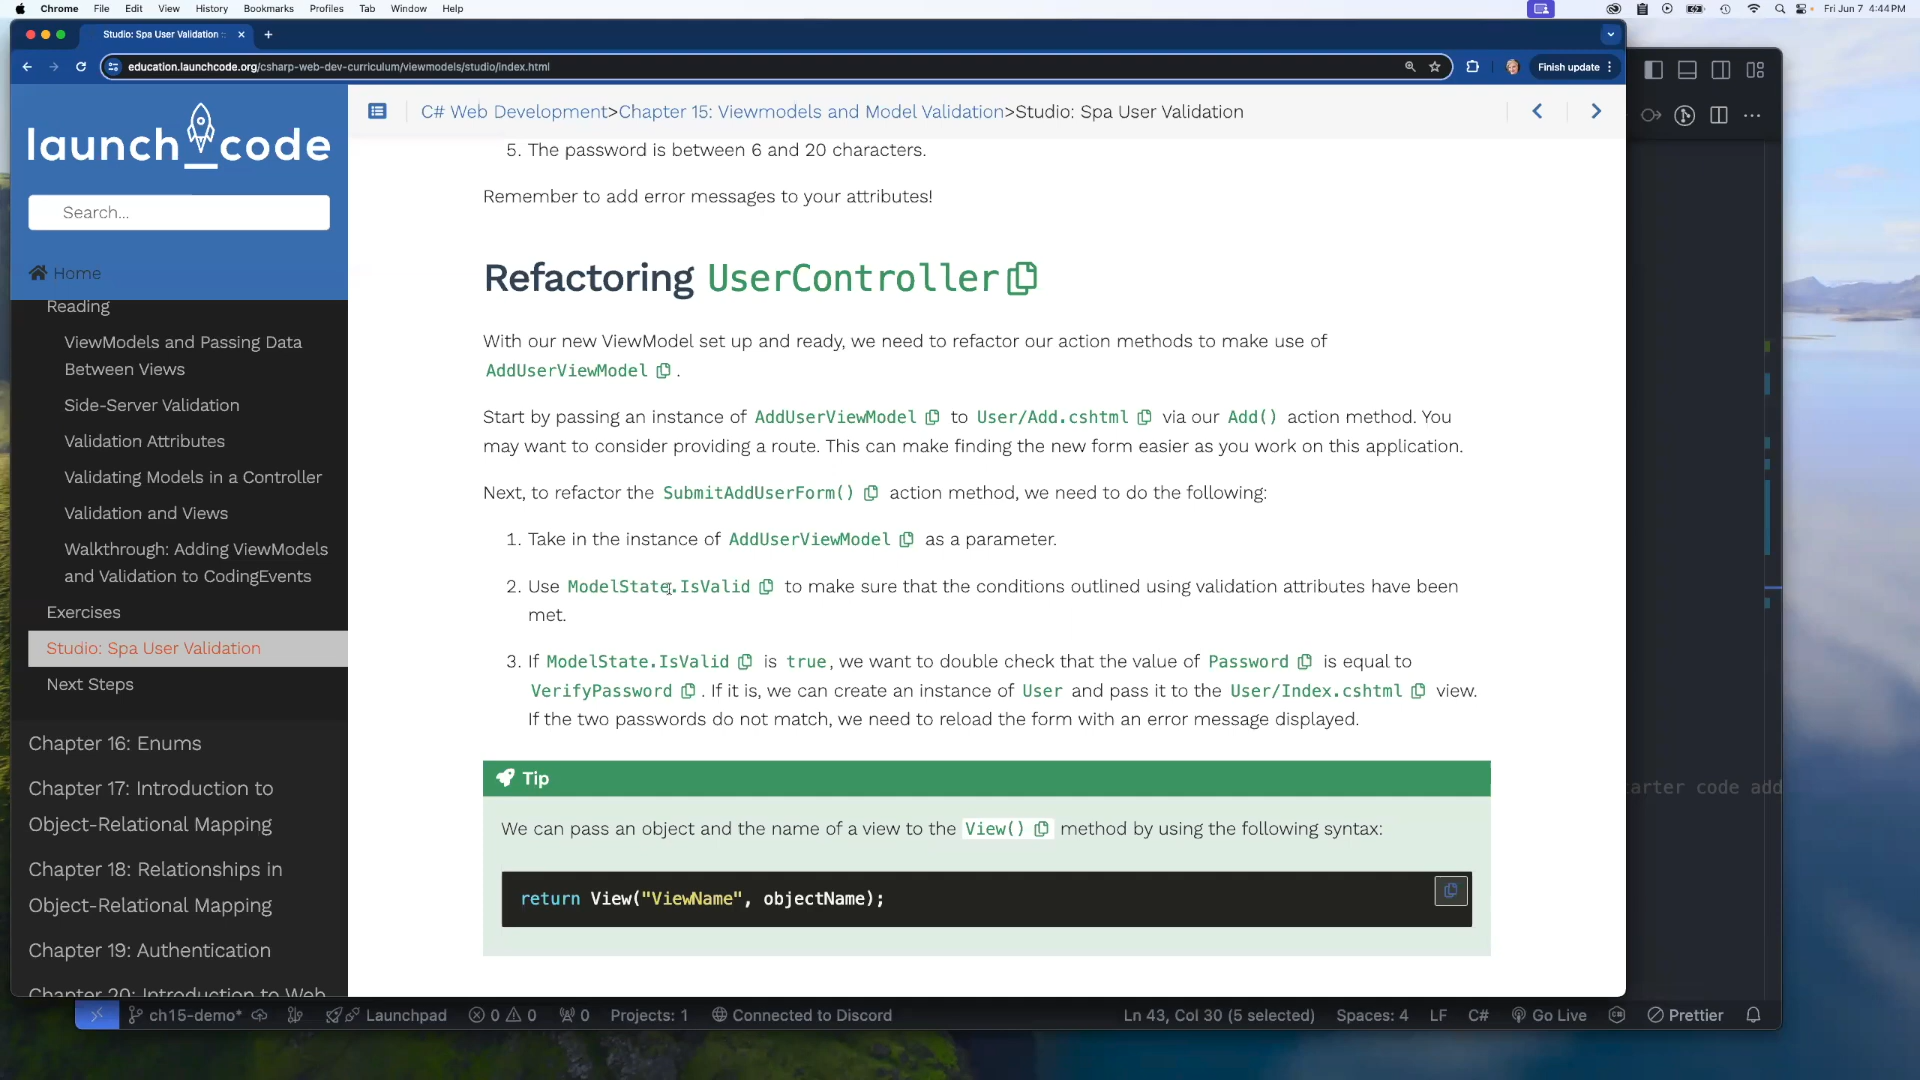 Chrome File Edit View History Bookmarks Profiles Tab Window Help
Fri Jun 7 4:44 PM
Studio: Spa User Validation
education.launchcode.org/csharp-web-dev-curriculum/viewmodels/studio/index.html
Finish update
launch code
Search...
Home
Reading
ViewModels and Passing Data
Between Views
Side-Server Validation
Validation Attributes
Validating Models in a Controller
Validation and Views
Walkthrough: Adding ViewModels
and Validation to CodingEvents
Exercises
Studio: Spa User Validation
Next Steps
Chapter 16: Enums
Chapter 17: Introduction to
Object-Relational Mapping
Chapter 18: Relationships in
Object-Relational Mapping
Chapter 19: Authentication
Chapter 20: Introduction to Web
C# Web Development>Chapter 15: Viewmodels and Model Validation>Studio: Spa User Validation
5. The password is between 6 and 20 characters.
Remember to add error messages to your attributes!
Refactoring UserController
With our new ViewModel set up and ready, we need to refactor our action methods to make use of
AddUserViewModel .
Start by passing an instance of AddUserViewModel to User/Add.cshtml via our Add() action method. You
may want to consider providing a route. This can make finding the new form easier as you work on this application.
Next, to refactor the SubmitAddUserForm() action method, we need to do the following:
1. Take in the instance of AddUserViewModel as a parameter.
2. Use ModelState.IsValid to make sure that the conditions outlined using validation attributes have been
met.
3. If ModelState.IsValid is true, we want to double check that the value of Password is equal to
VerifyPassword . If it is, we can create an instance of User and pass it to the User/Index.cshtml view.
If the two passwords do not match, we need to reload the form with an error message displayed.
Tip
We can pass an object and the name of a view to the View() method by using the following syntax:
return View("ViewName", objectName);
arter code add
ch15-demo* Launchpad 0 0 0 Projects: 1 Connected to Discord Ln 43, Col 30 (5 selected) Spaces: 4 LF C# Go Live Prettier